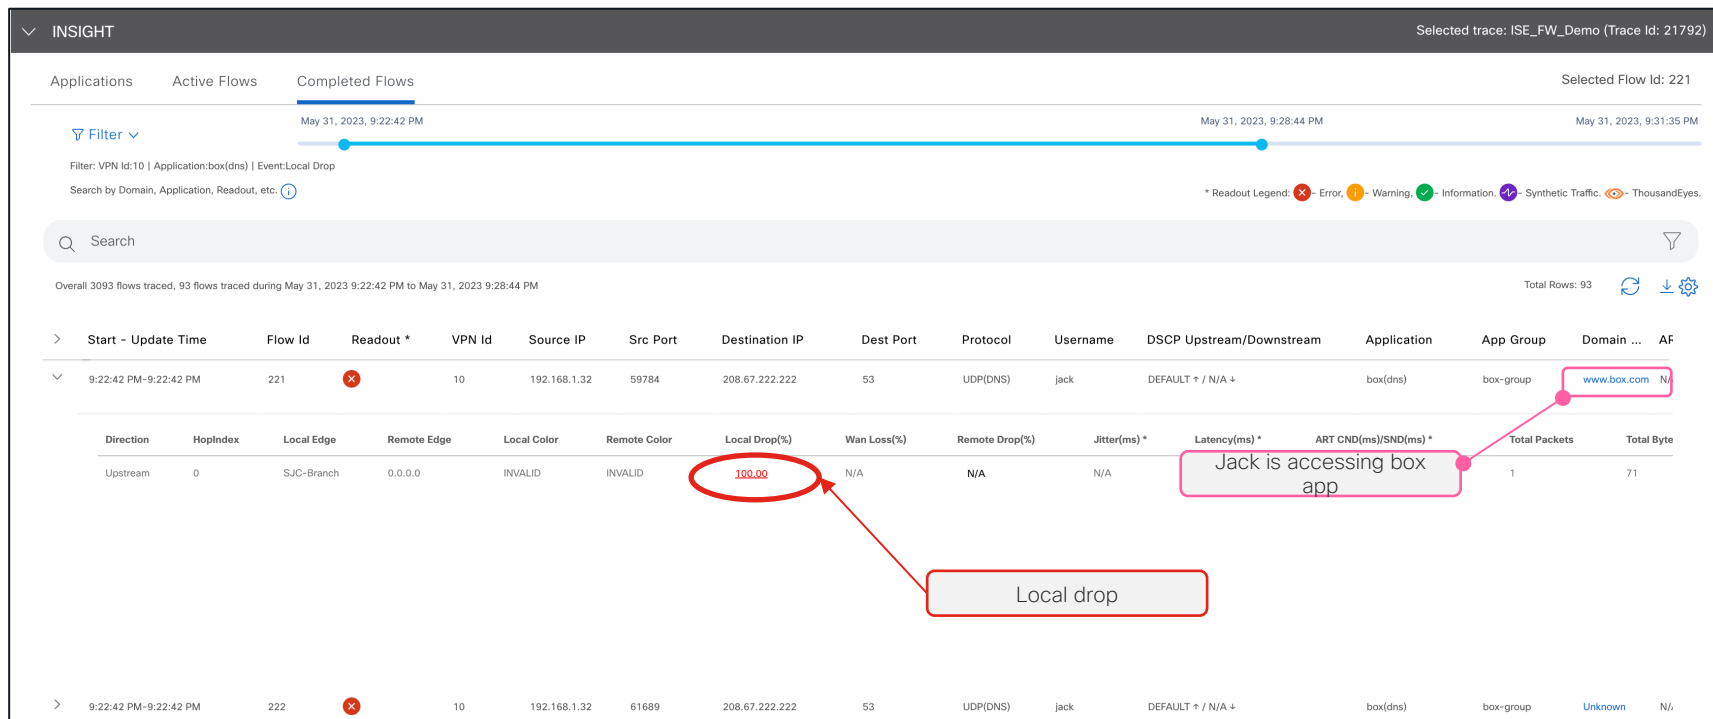 INSIGHT
Selected trace: ISE_FW_Demo (Trace Id: 21792)
Applications Active Flows Completed Flows
Selected Flow Id: 221
Filter
May 31, 2023, 9:22:42 PM May 31, 2023, 9:28:44 PM May 31, 2023, 9:31:35 PM
Filter: VPN Id:10 | Application:box(dns) | Event:Local Drop
Search by Domain, Application, Readout, etc.
* Readout Legend: - Error, - Warning, - Information. - Synthetic Traffic. - ThousandEyes.
Search
Overall 3093 flows traced, 93 flows traced during May 31, 2023 9:22:42 PM to May 31, 2023 9:28:44 PM
Total Rows: 93
Start - Update Time Flow Id Readout * VPN Id Source IP Src Port Destination IP Dest Port Protocol Username DSCP Upstream/Downstream Application App Group Domain ... AF
9:22:42 PM-9:22:42 PM 221 10 192.168.1.32 59784 208.67.222.222 53 UDP(DNS) jack DEFAULT ↑ / N/A ↓ box(dns) box-group www.box.com N/
Direction HopIndex Local Edge Remote Edge Local Color Remote Color Local Drop(%) Wan Loss(%) Remote Drop(%) Jitter(ms) * Latency(ms) * ART CND(ms)/SND(ms) * Total Packets Total Byte
Upstream 0 SJC-Branch 0.0.0.0 INVALID INVALID 100.00 N/A N/A N/A 1 71
Jack is accessing box
app
Local drop
9:22:42 PM-9:22:42 PM 222 10 192.168.1.32 61689 208.67.222.222 53 UDP(DNS) jack DEFAULT ↑ / N/A ↓ box(dns) box-group Unknown N/